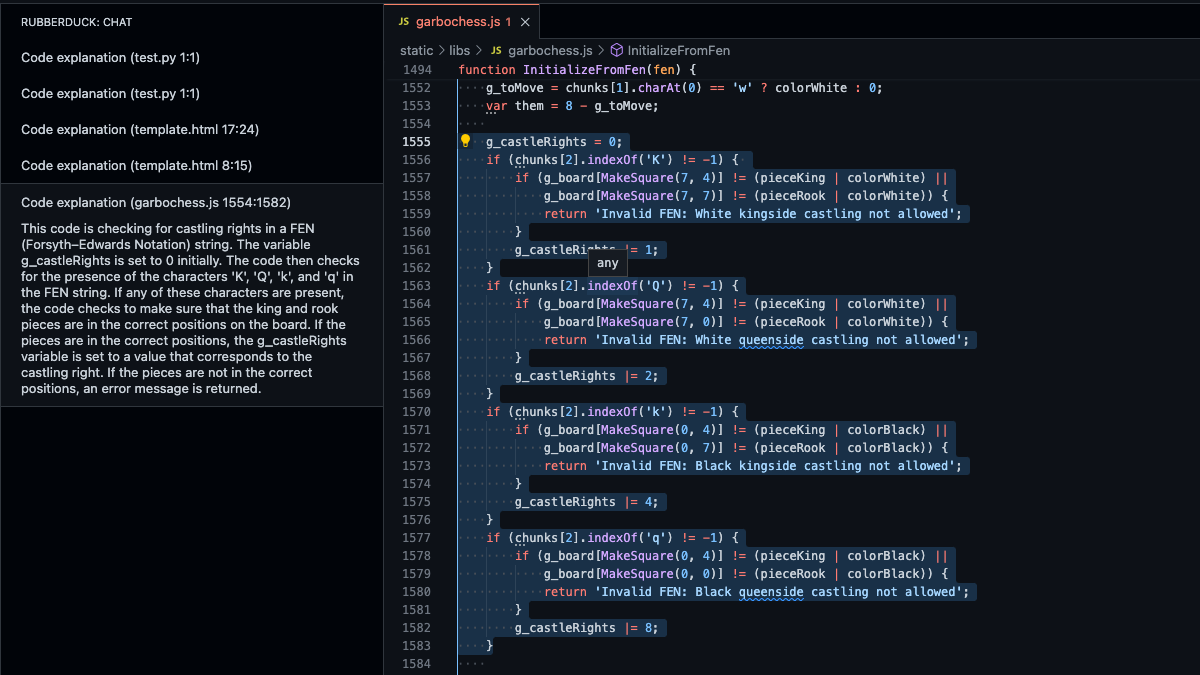 RUBBERDUCK: CHAT
Code explanation (test.py 1:1)
Code explanation (test.py 1:1)
Code explanation (template.html 17:24)
Code explanation (template.html 8:15)
Code explanation (garbochess.js 1554:1582)
This code is checking for castling rights in a FEN
(Forsyth–Edwards Notation) string. The variable
g_castleRights is set to 0 initially. The code then checks
for the presence of the characters 'K', 'Q', 'k', and 'q' in
the FEN string. If any of these characters are present,
the code checks to make sure that the king and rook
pieces are in the correct positions on the board. If the
pieces are in the correct positions, the g_castleRights
variable is set to a value that corresponds to the
castling right. If the pieces are not in the correct
positions, an error message is returned.
JS garbochess.js 1 ×
static > libs > JS garbochess.js > InitializeFromFen
1494 function InitializeFromFen(fen) {
1552 g_toMove = chunks[1].charAt(0) == 'w' ? colorWhite : 0;
1553 var them = 8 - g_toMove;
1554
1555 g_castleRights = 0;
1556 if (chunks[2].indexOf('K') != -1) {
1557 if (g_board[MakeSquare(7, 4)] != (pieceKing | colorWhite) ||
1558 g_board[MakeSquare(7, 7)] != (pieceRook | colorWhite)) {
1559 return 'Invalid FEN: White kingside castling not allowed';
1560 }
1561 g_castleRights |= 1;
any
1562 }
1563 if (chunks[2].indexOf('Q') != -1) {
1564 if (g_board[MakeSquare(7, 4)] != (pieceKing | colorWhite) ||
1565 g_board[MakeSquare(7, 0)] != (pieceRook | colorWhite)) {
1566 return 'Invalid FEN: White queenside castling not allowed';
1567 }
1568 g_castleRights |= 2;
1569 }
1570 if (chunks[2].indexOf('k') != -1) {
1571 if (g_board[MakeSquare(0, 4)] != (pieceKing | colorBlack) ||
1572 g_board[MakeSquare(0, 7)] != (pieceRook | colorBlack)) {
1573 return 'Invalid FEN: Black kingside castling not allowed';
1574 }
1575 g_castleRights |= 4;
1576 }
1577 if (chunks[2].indexOf('q') != -1) {
1578 if (g_board[MakeSquare(0, 4)] != (pieceKing | colorBlack) ||
1579 g_board[MakeSquare(0, 0)] != (pieceRook | colorBlack)) {
1580 return 'Invalid FEN: Black queenside castling not allowed';
1581 }
1582 g_castleRights |= 8;
1583 }
1584